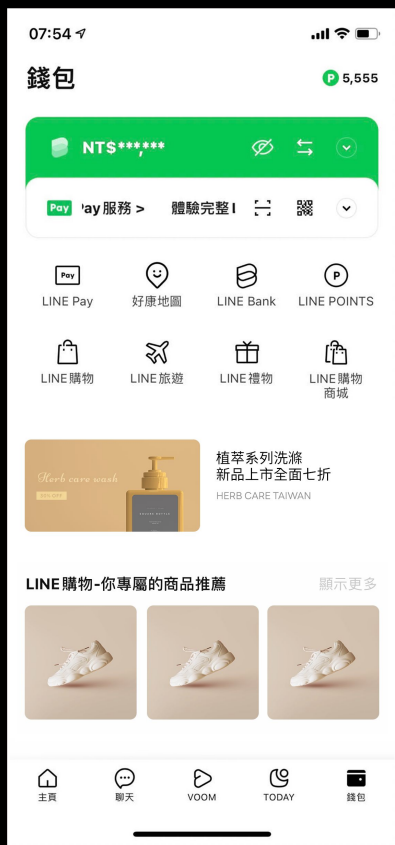 07:54
錢包
P 5,555
NT$***,***
Pay
Pay服務 >
體驗完整
Pay
LINE Pay
好康地圖
LINE Bank
P
LINE POINTS
LINE購物
LINE旅遊
LINE禮物
LINE購物
商城
Herb care wash
植萃系列洗滌
新品上市全面七折
HERB CARE TAIWAN
LINE購物-你專屬的商品推薦
顯示更多
主頁
聊天
VOOM
TODAY
錢包